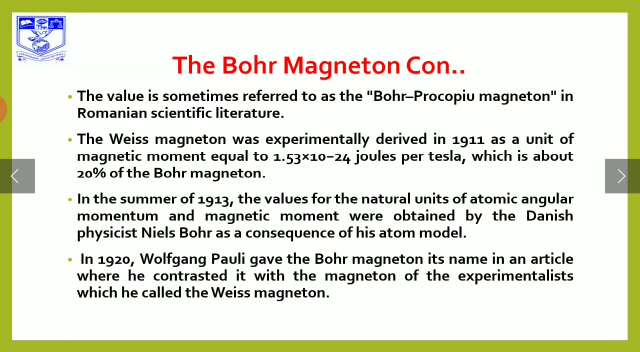 The Bohr Magneton Con..
• The value is sometimes referred to as the "Bohr–Procopiu magneton" in
Romanian scientific literature.
• The Weiss magneton was experimentally derived in 1911 as a unit of
magnetic moment equal to 1.53×10−24 joules per tesla, which is about
20% of the Bohr magneton.
• In the summer of 1913, the values for the natural units of atomic angular
momentum and magnetic moment were obtained by the Danish
physicist Niels Bohr as a consequence of his atom model.
• In 1920, Wolfgang Pauli gave the Bohr magneton its name in an article
where he contrasted it with the magneton of the experimentalists
which he called the Weiss magneton.